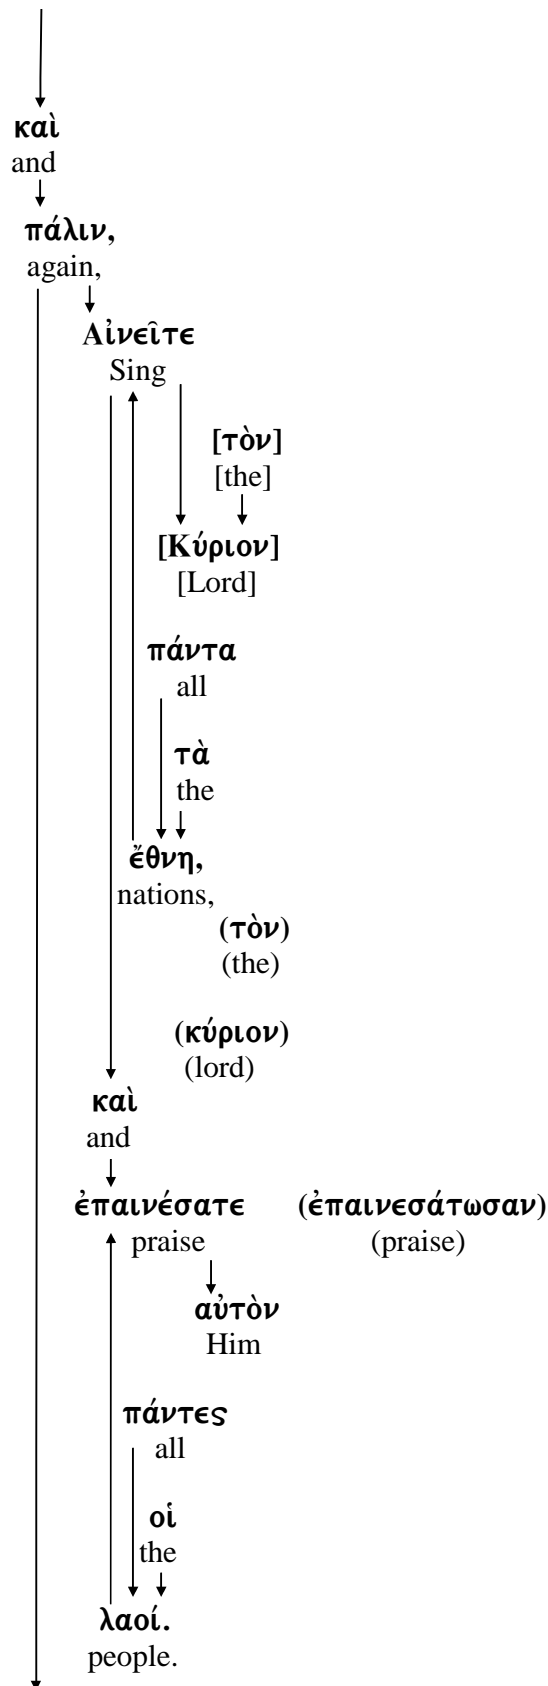 καὶ
and
πάλιν,
again,
Αἰνεῖτε
Sing
[τὸν]
[the]
[Κύριον]
[Lord]
πάντα
all
τὰ
the
ἔθνη,
nations,
(τὸν)
(the)
(κύριον)
(lord)
καὶ
and
ἐπαινέσατε (ἐπαινεσάτωσαν)
praise (praise)
αὐτὸν
Him
πάντες
all
οἱ
the
λαοί.
people.